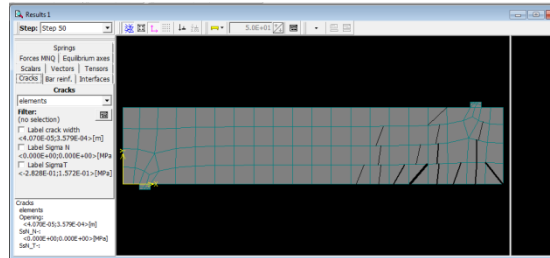 Results1
Step: Step 50
5.0E+01
Springs
Forces MNQ Equilibrium axes
Scalars Vectors Tensors
Cracks Bar reinf. Interfaces
Cracks
elements
Filter:
(no selection)
Label crack width
<4.070E-05;3.579E-04>[m]
Label Sigma N
<0.000E+00;0.000E+00>[MPa
Label SigmaT
<-2.828E-01;1.572E-01>[MPa]
Y
X
Cracks
elements
Opening:
<4.070E-05;3.579E-04>[m]
SsN_N-:
<0.000E+00;0.000E+00>[MPa]
SsN_T-: